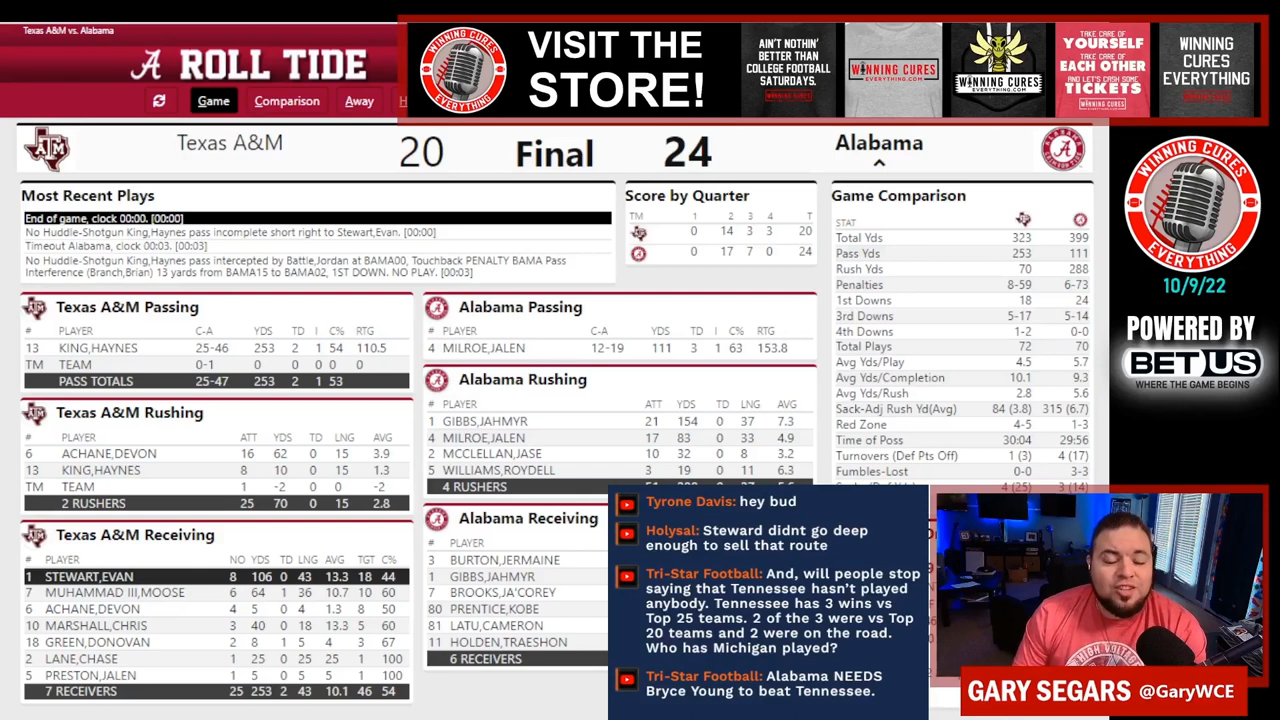 Texas A&M vs. Alabama
ROLL TIDE
Game Comparison Away H
VISIT THE
STORE!
AIN'T NOTHIN'
BETTER THAN
COLLEGE FOOTBALL
SATURDAYS.
WINNING CURES
WINNING CURES
WINNING CURES
TAKE CARE OF
YOURSELF
TAKE CARE OF
EACH OTHER
AND LET'S CASH SOME
TICKETS
WINNING CURES
WINNING
CURES
EVERYTHING
WINNING CURES
EVERYTHING
Texas A&M 20 Final 24 Alabama
Most Recent Plays
End of game, clock 00:00. [00:00]
No Huddle-Shotgun King,Haynes pass incomplete short right to Stewart,Evan. [00:00]
Timeout Alabama, clock 00:03. [00:03]
No Huddle-Shotgun King,Haynes pass intercepted by Battle,Jordan at BAMA00, Touchback PENALTY BAMA Pass
Interference (Branch,Brian) 13 yards from BAMA15 to BAMA02, 1ST DOWN. NO PLAY. [00:03]
Score by Quarter
TM 1 2 3 4 T
0 14 3 3 20
0 17 7 0 24
Game Comparison
STAT
Total Yds 323 399
Pass Yds 253 111
Rush Yds 70 288
Penalties 8-59 6-73
1st Downs 18 24
3rd Downs 5-17 5-14
4th Downs 1-2 0-0
Total Plays 72 70
Avg Yds/Play 4.5 5.7
Avg Yds/Completion 10.1 9.3
Avg Yds/Rush 2.8 5.6
Sack-Adj Rush Yd(Avg) 84 (3.8) 315 (6.7)
Red Zone 4-5 1-3
Time of Poss 30:04 29:56
Turnovers (Def Pts Off) 1 (3) 4 (17)
Fumbles-Lost 0-0 3-3
4 (25) 3 (14)
Texas A&M Passing
# PLAYER C-A YDS TD I C% RTG
13 KING,HAYNES 25-46 253 2 1 54 110.5
TM TEAM 0-1 0 0 0 0 0
PASS TOTALS 25-47 253 2 1 53
Texas A&M Rushing
# PLAYER ATT YDS TD LNG AVG
6 ACHANE,DEVON 16 62 0 15 3.9
13 KING,HAYNES 8 10 0 15 1.3
TM TEAM 1 -2 0 0 -2
2 RUSHERS 25 70 0 15 2.8
Texas A&M Receiving
# PLAYER NO YDS TD LNG AVG TGT C%
1 STEWART,EVAN 8 106 0 43 13.3 18 44
7 MUHAMMAD III,MOOSE 6 64 1 36 10.7 10 60
6 ACHANE,DEVON 4 5 0 4 1.3 8 50
10 MARSHALL,CHRIS 3 40 0 18 13.3 5 60
18 GREEN,DONOVAN 2 8 1 5 4 3 67
2 LANE,CHASE 1 25 0 25 25 1 100
5 PRESTON,JALEN 1 5 0 5 5 1 100
7 RECEIVERS 25 253 2 43 10.1 46 54
Alabama Passing
# PLAYER C-A YDS TD I C% RTG
4 MILROE,JALEN 12-19 111 3 1 63 153.8
Alabama Rushing
# PLAYER ATT YDS TD LNG AVG
1 GIBBS,JAHMYR 21 154 0 37 7.3
4 MILROE,JALEN 17 83 0 33 4.9
2 MCCLELLAN,JASE 10 32 0 8 3.2
5 WILLIAMS,ROYDELL 3 19 0 11 6.3
4 RUSHERS
Alabama Receiving
# PLAYER
3 BURTON,JERMAINE
1 GIBBS,JAHMYR
7 BROOKS,JA'COREY
80 PRENTICE,KOBE
81 LATU,CAMERON
11 HOLDEN,TRAESHON
6 RECEIVERS
Tyrone Davis: hey bud
Holysal: Steward didnt go deep
enough to sell that route
Tri-Star Football: And, will people stop
saying that Tennessee hasn't played
anybody. Tennessee has 3 wins vs
Top 25 teams. 2 of the 3 were vs Top
20 teams and 2 were on the road.
Who has Michigan played?
Tri-Star Football: Alabama NEEDS
Bryce Young to beat Tennessee.
WINNING CURES
EVERYTHING
10/9/22
POWERED BY
BETUS
WHERE THE GAME BEGINS
HIGH VOLTAGE
GARY SEGARS @GaryWCE